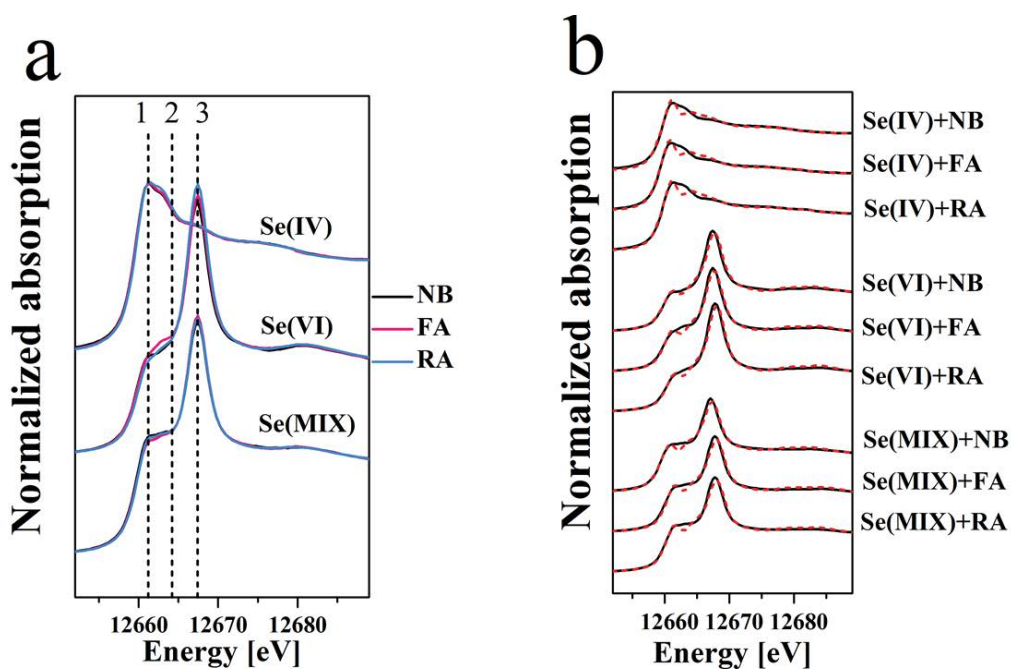 a
1 2 3
Normalized absorption
Se(IV)
Se(VI)
Se(MIX)
NB
FA
RA
12660 12670 12680
Energy [eV]
b
Normalized absorption
Se(IV)+NB
Se(IV)+FA
Se(IV)+RA
Se(VI)+NB
Se(VI)+FA
Se(VI)+RA
Se(MIX)+NB
Se(MIX)+FA
Se(MIX)+RA
12660 12670 12680
Energy [eV]